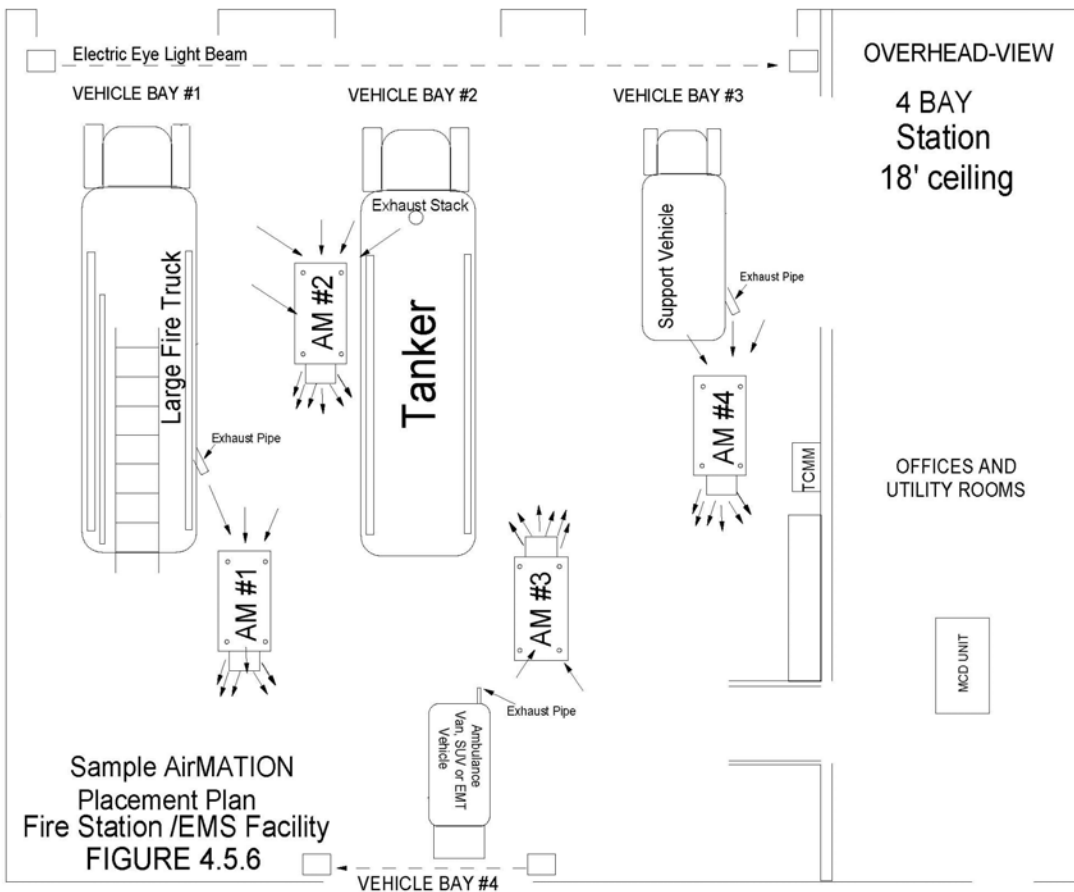 Electric Eye Light Beam
OVERHEAD-VIEW
VEHICLE BAY #1
VEHICLE BAY #2
VEHICLE BAY #3
4 BAY
Station
18' ceiling
Large Fire Truck
Exhaust Pipe
AM #2
Exhaust Stack
Tanker
Support Vehicle
Exhaust Pipe
AM #4
TCMM
OFFICES AND
UTILITY ROOMS
AM #1
AM #3
MCD UNIT
Exhaust Pipe
Ambulance
Van, SUV or EMT
Vehicle
Sample AirMATION
Placement Plan
Fire Station /EMS Facility
FIGURE 4.5.6
VEHICLE BAY #4